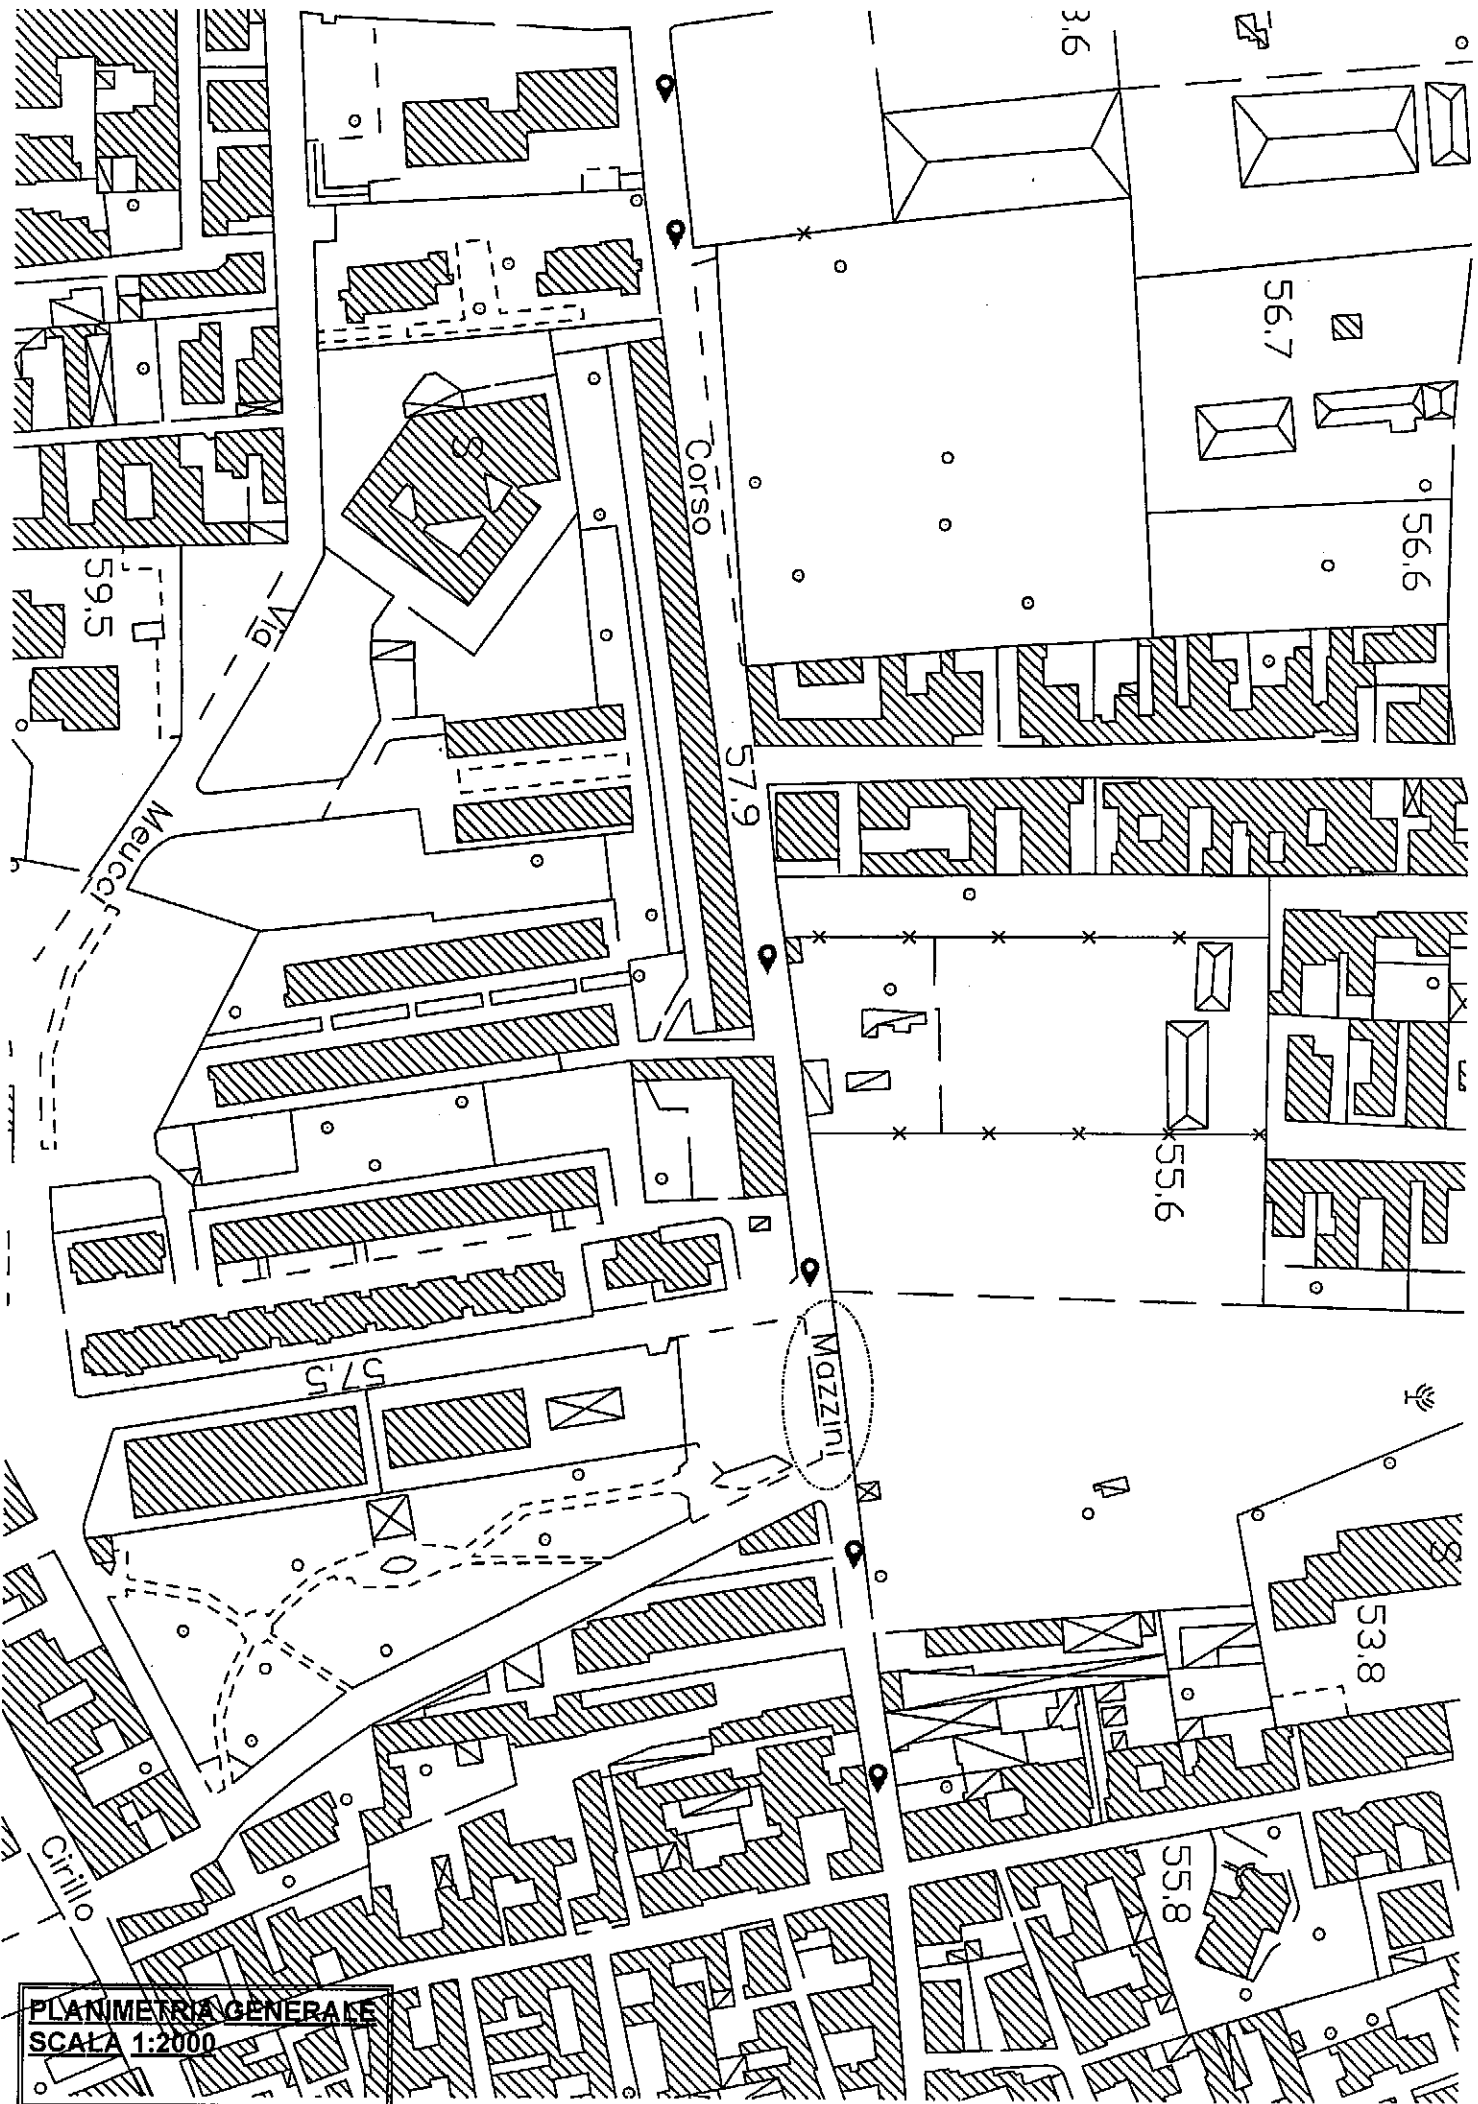 3.6
56.7
56.6
Corso
59.5
Via
57.9
Meucci
55.6
Mazzini
57.5
S
S
53.8
Cirillo
55.8
PLANIMETRIA GENERALE
SCALA 1:2000